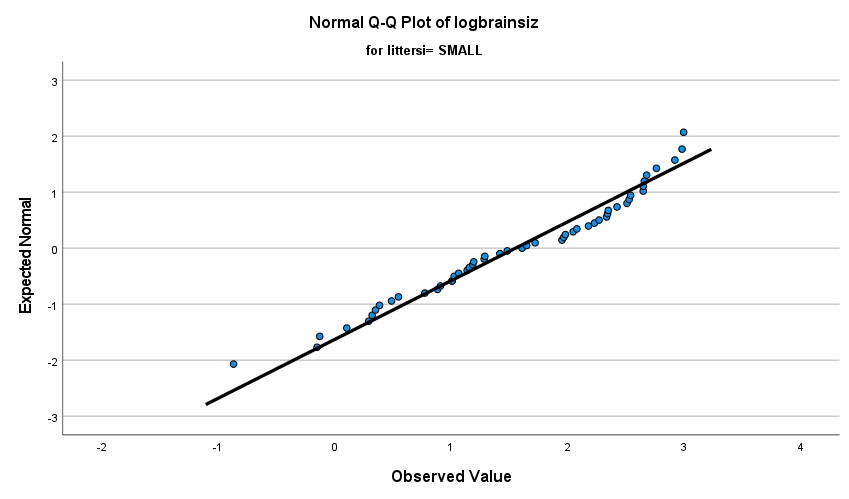 Normal Q-Q Plot of logbrainsiz
for littersi= SMALL
3
2
1
0
-1
-2
-3
Expected Normal
-2 -1 0 1 2 3 4
Observed Value